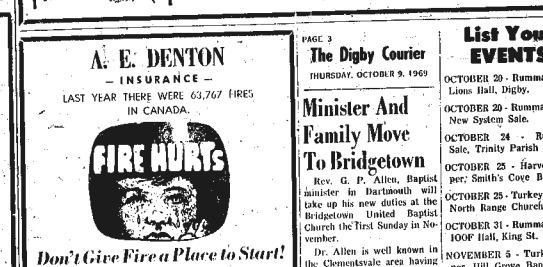 A. E. DENTON
— INSURANCE —
LAST YEAR THERE WERE 63,767 FIRES
IN CANADA.
FIRE HURTS
Don't Give Fire a Place to Start!
PAGE 3
The Digby Courier
THURSDAY, OCTOBER 9, 1969
Minister And
Family Move
To Bridgetown
Rev. G. P. Allen, Baptist
minister in Dartmouth will
take up his new duties at the
Bridgetown United Baptist
Church the first Sunday in No-
vember.
Dr. Allen is well known in
the Clementsvale area having
List You
EVENTS
OCTOBER 20 - Rumma
Lions Hall, Digby.
OCTOBER 20 - Rumma
New System Sale.
OCTOBER 24 - R
Sale, Trinity Parish
OCTOBER 25 - Harv
per, Smith's Cove B
OCTOBER 25 - Turkey
North Range Church
OCTOBER 31 - Rumma
IOOF Hall, King St.
NOVEMBER 5 - Turk
per, Hill Grove Bap